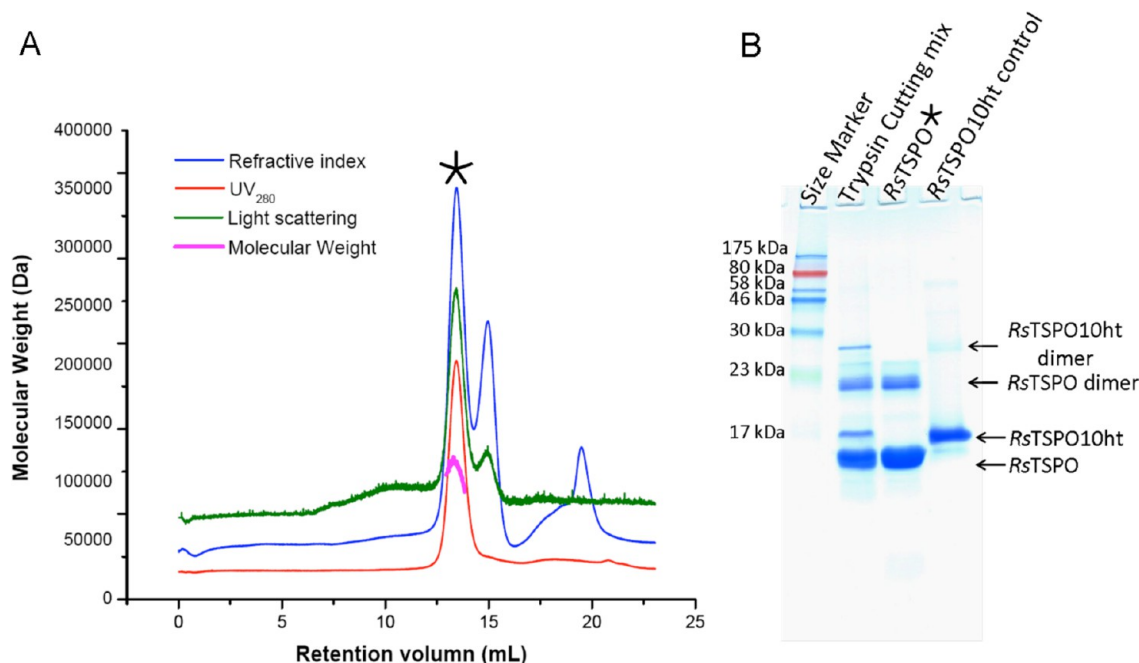 A
Molecular Weight (Da)
400000
350000
300000
250000
200000
150000
100000
50000
0
Refractive index
UV280
Light scattering
Molecular Weight
0
5
10
15
20
25
Retention volumn (mL)
B
Size Marker
Trypsin Cutting mix
RsTSPO*
RsTSPO10ht control
175 kDa
80 kDa
58 kDa
46 kDa
30 kDa
23 kDa
17 kDa
RsTSPO10ht
dimer
RsTSPO dimer
RsTSPO10ht
RsTSPO